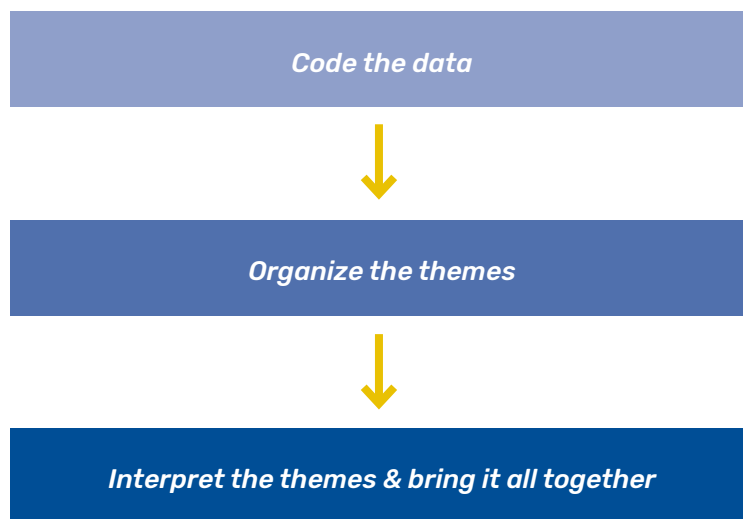 Code the data
Organize the themes
Interpret the themes & bring it all together